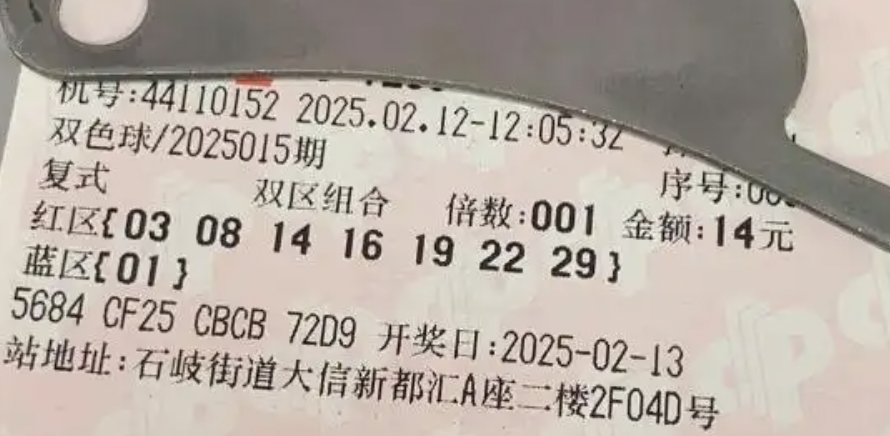 机号:44110152 2025.02.12-12:05:32
双色球/2025015期 序号:
复式 双区组合 倍数:001 金额:14元
红区{03 08 14 16 19 22 29}
蓝区{01}
5684 CF25 CBCB 72D9 开奖日:2025-02-13
站地址:石岐街道大信新都汇A座二楼2F04D号